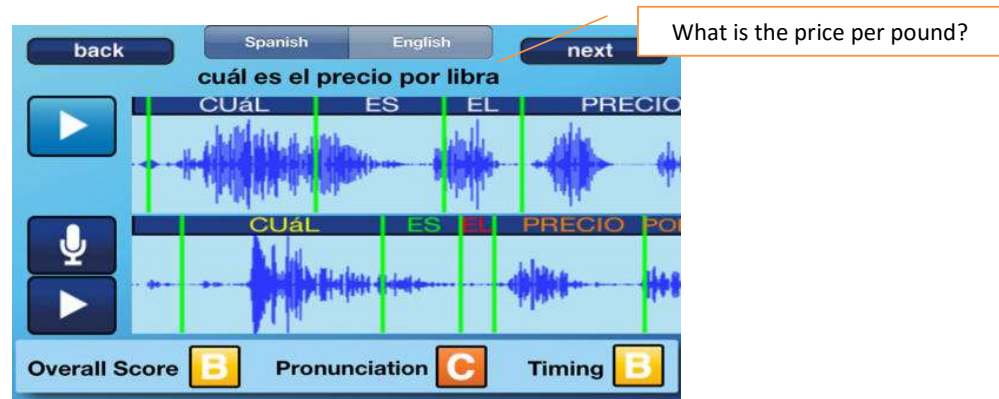 What is the price per pound?
back Spanish English next
cuál es el precio por libra
CUáL ES EL PRECIO
CUáL ES EL PRECIO POR
Overall Score B Pronunciation C Timing B